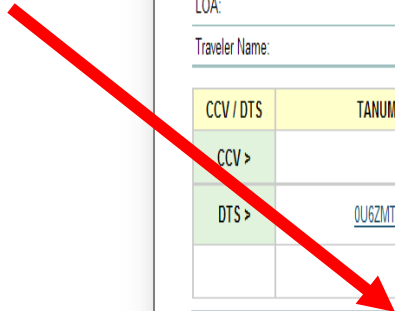 LOA:
Traveler Name:
CCV / DTS TANUM
CCV >
DTS > 0U6ZMT